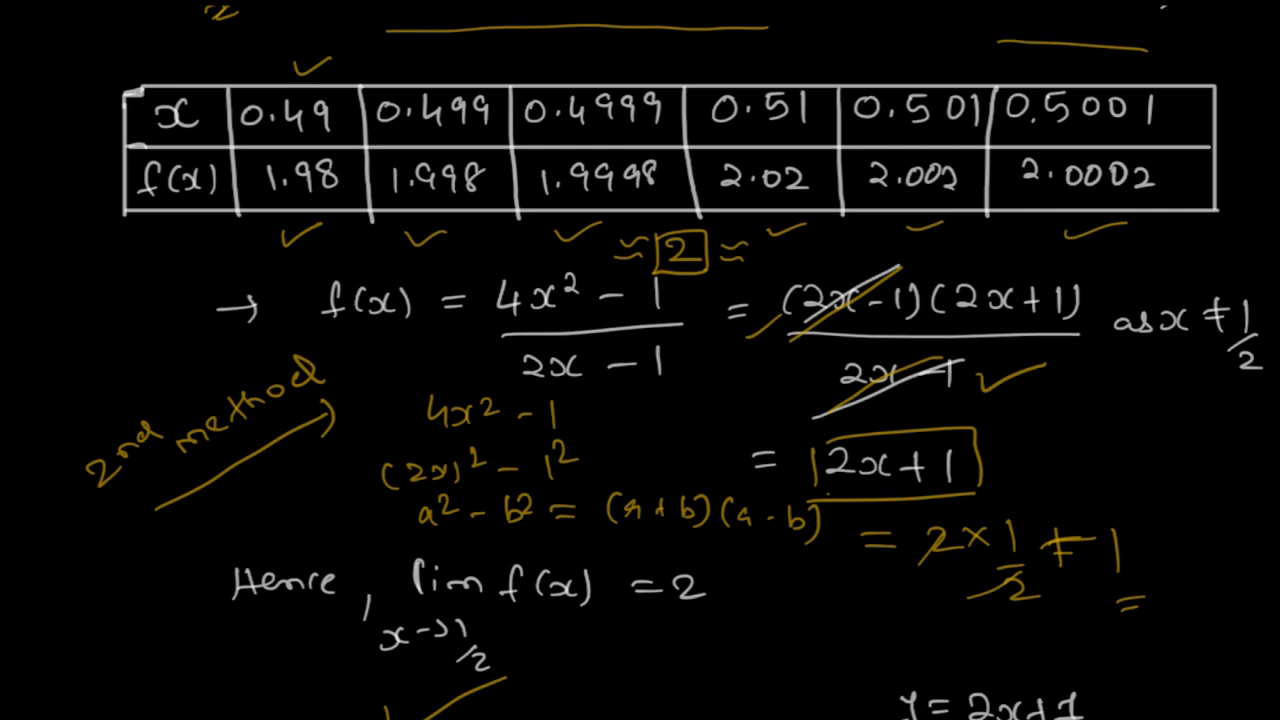 x 0.49 0.499 0.4999 0.51 0.501 0.5001
f(x) 1.98 1.998 1.9998 2.02 2.002 2.0002
≈ 2 ≈
→ f(x) = 4x² - 1 / 2x - 1 = (2x-1)(2x+1) / 2x-1 as x ≠ 1/2
2nd method
4x² - 1
(2x)² - 1²
= 2x+1
a² - b² = (a+b)(a-b)
= 2×1/2 + 1
=
Hence, lim f(x) = 2
x→1/2
y = 2x+1